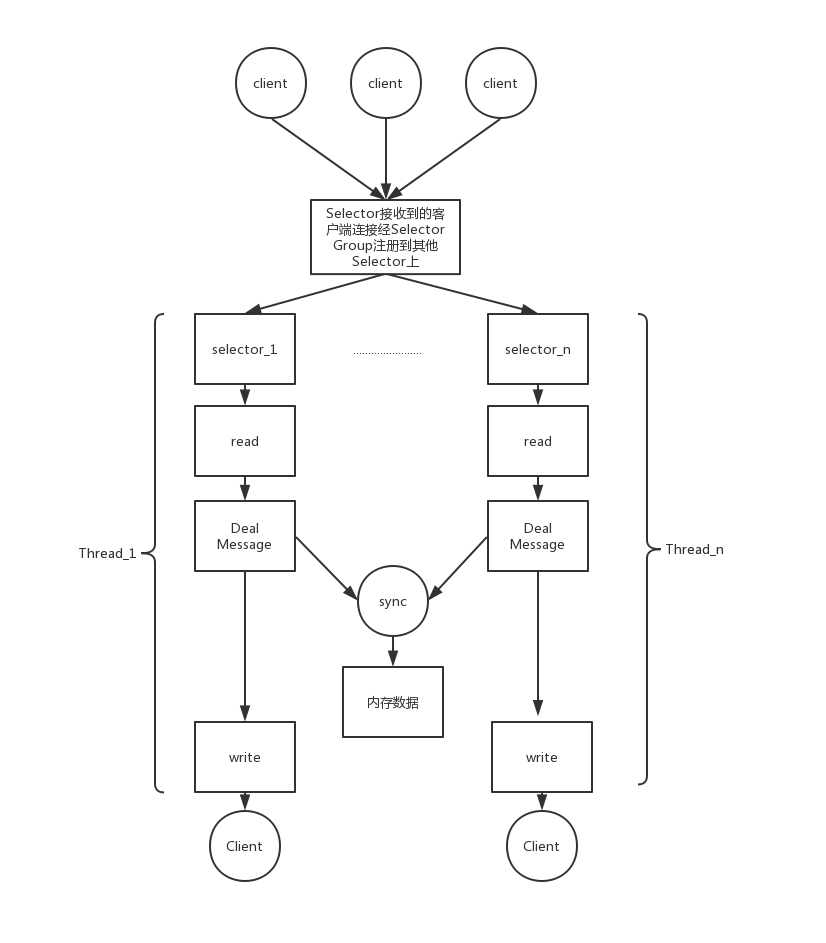 client
client
client
Selector接收到的客
户端连接经Selector
Group注册到其他
Selector上
selector_1
.......................
selector_n
read
read
Deal
Message
Deal
Message
Thread_1
Thread_n
sync
内存数据
write
write
Client
Client